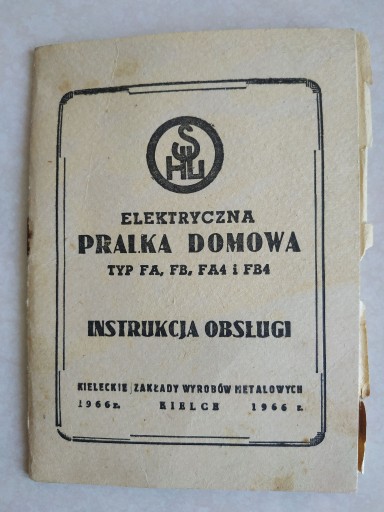 SHL
ELEKTRYCZNA
PRALKA DOMOWA
TYP FA, FB, FA4 i FB4
INSTRUKCJA OBSŁUGI
KIELECKIE ZAKŁADY WYROBÓW METALOWYCH
1966 r. KIELCE 1966 r.